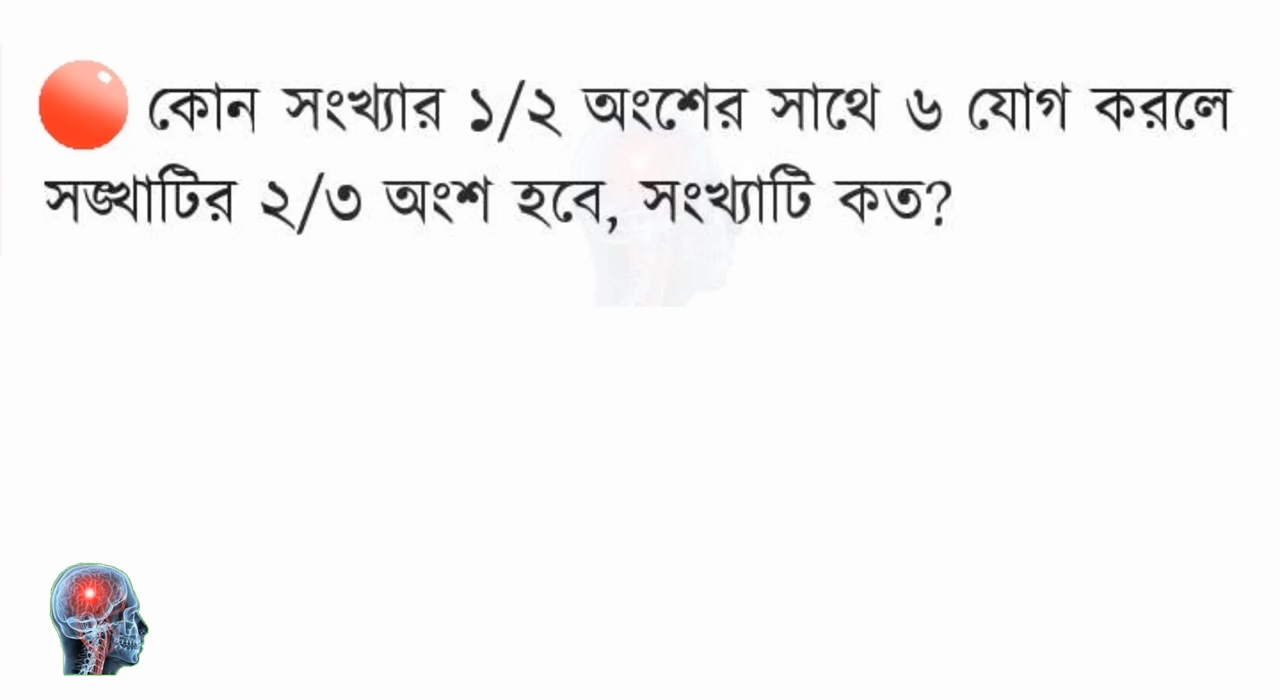 কোন সংখ্যার ১/২ অংশের সাথে ৬ যোগ করলে
সঙ্খাটির ২/৩ অংশ হবে, সংখ্যাটি কত?